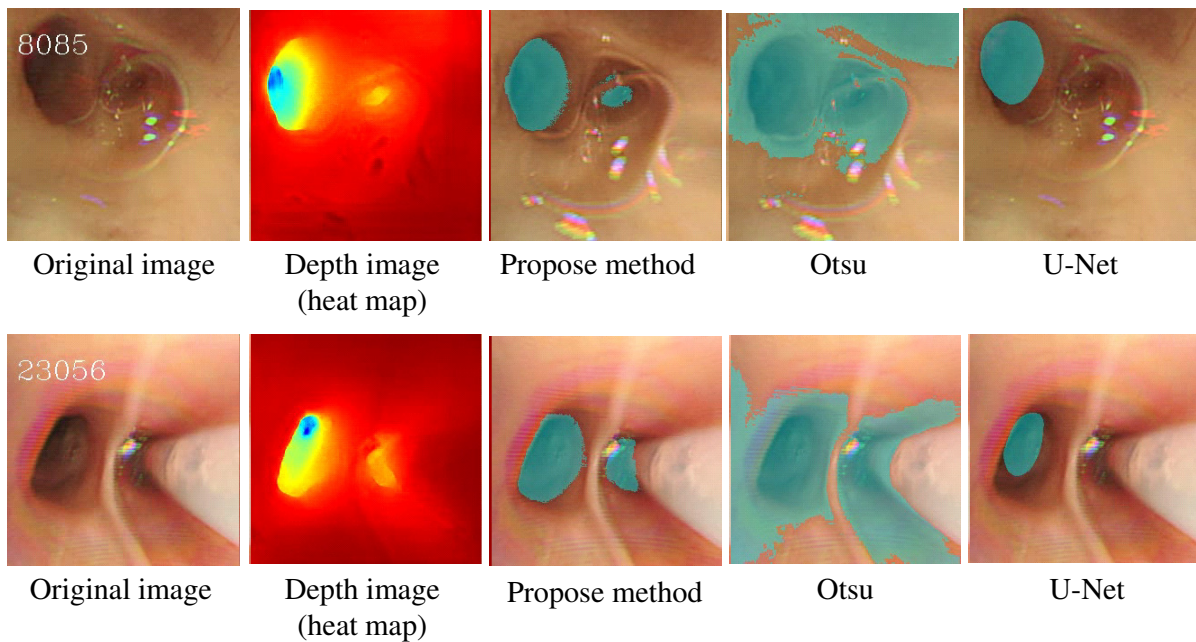 8085
Original image
Depth image
(heat map)
Propose method
Otsu
U-Net
23056
Original image
Depth image
(heat map)
Propose method
Otsu
U-Net